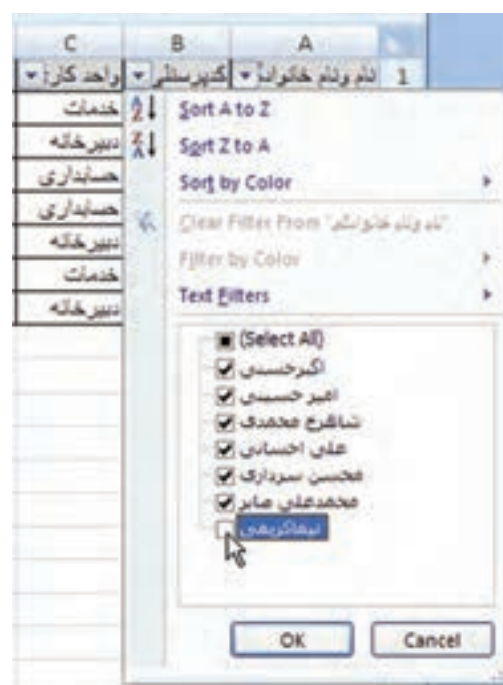 C B A
واحد کار کدپرسنلی نام ونام خانوادگی 1
خدمات
دبیرخانه
حسابداری
حسابداری
دبیرخانه
خدمات
دبیرخانه
Sort A to Z
Sort Z to A
Sort by Color
Clear Filter From "نام ونام خانوادگی"
Filter by Color
Text Filters
(Select All)
اکبرحسنی
امیر حسینی
شاهرخ محمدی
علی احسانی
محسن سرداری
محمدعلی صابر
نیماکریمی
OK Cancel